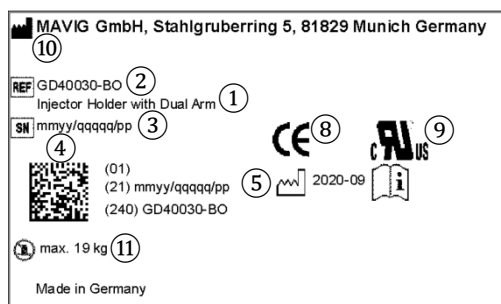 MAVIG GmbH, Stahlgruberring 5, 81829 Munich Germany
10
REF GD40030-BO 2
Injector Holder with Dual Arm 1
SN mmyy/qqqqq/pp 3
4
CE 8
c RU US 9
(01)
(21) mmyy/qqqqq/pp
(240) GD40030-BO
5 2020-09 i
max. 19 kg 11
Made in Germany